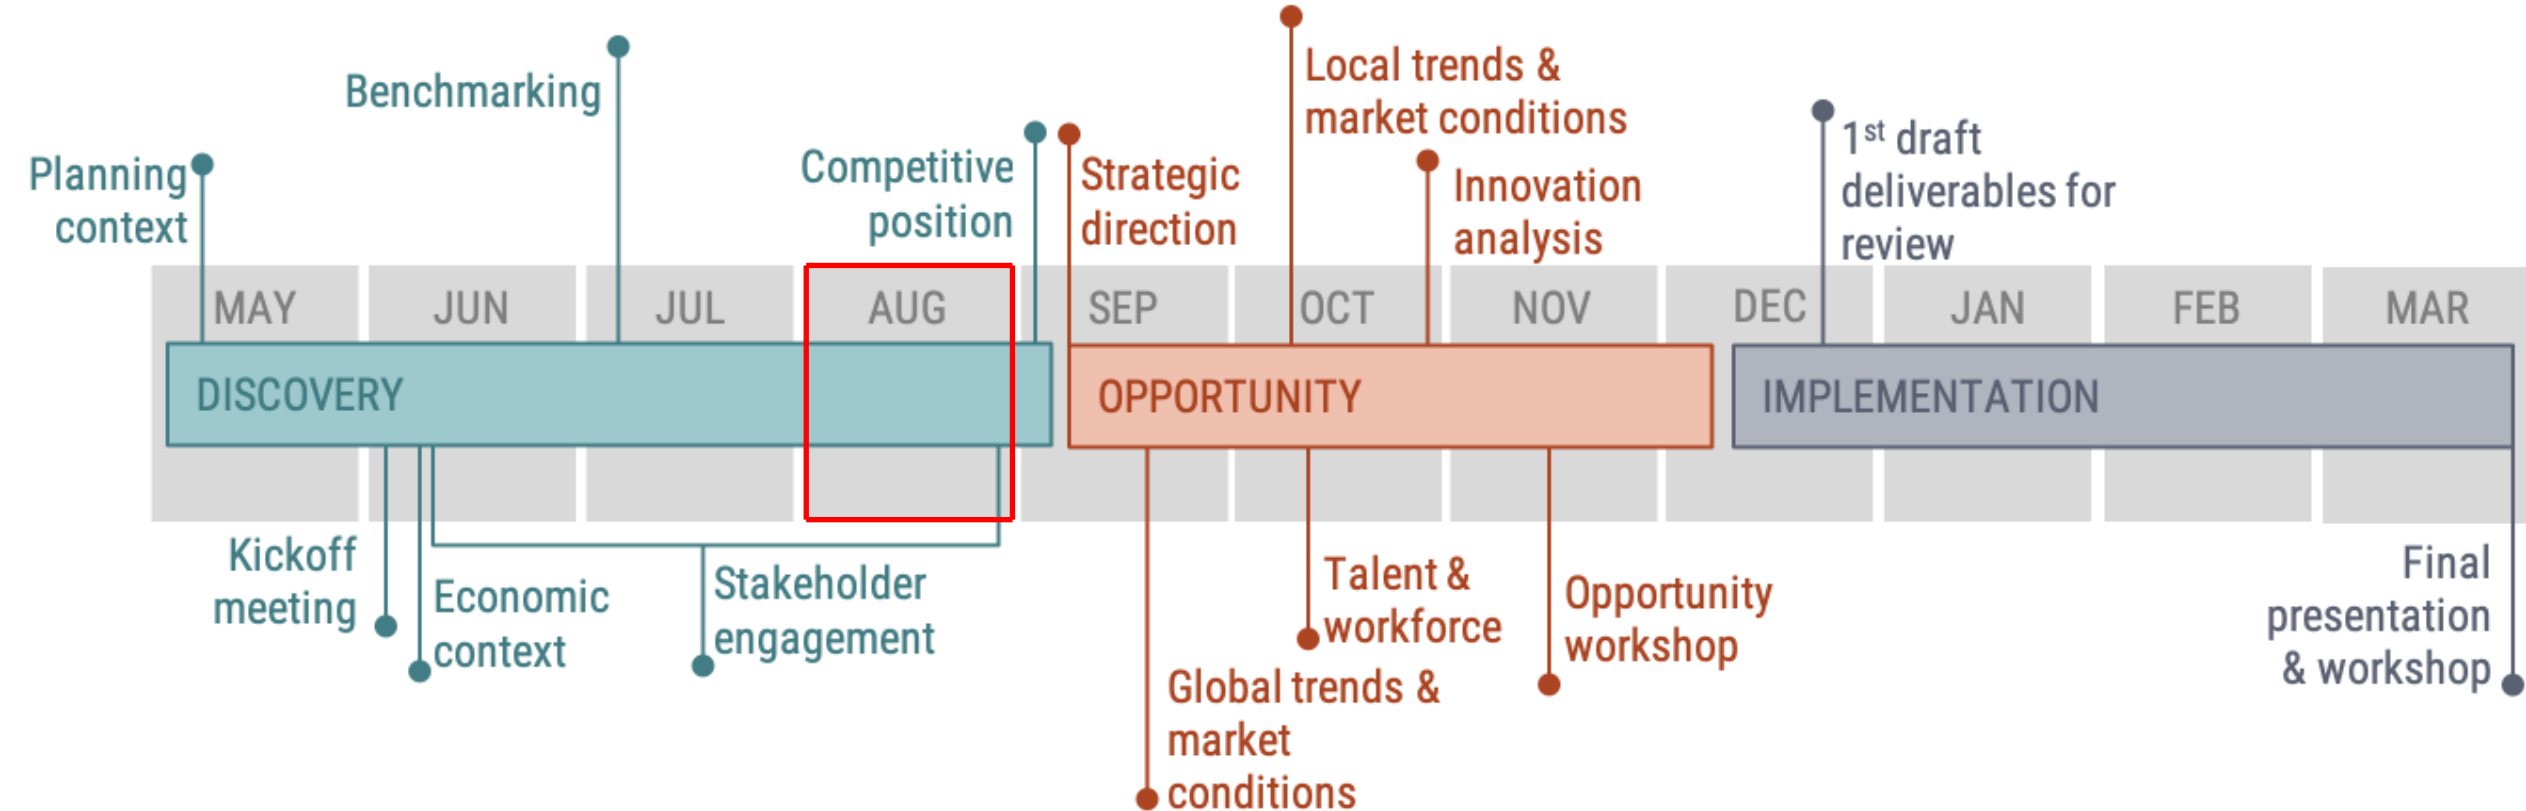 Benchmarking
Planning
context
Competitive
position
Strategic
direction
Local trends &
market conditions
Innovation
analysis
1st draft
deliverables for
review
MAY
JUN
JUL
AUG
SEP
OCT
NOV
DEC
JAN
FEB
MAR
DISCOVERY
OPPORTUNITY
IMPLEMENTATION
Kickoff
meeting
Economic
context
Stakeholder
engagement
Global trends &
market
conditions
Talent &
workforce
Opportunity
workshop
Final
presentation
& workshop